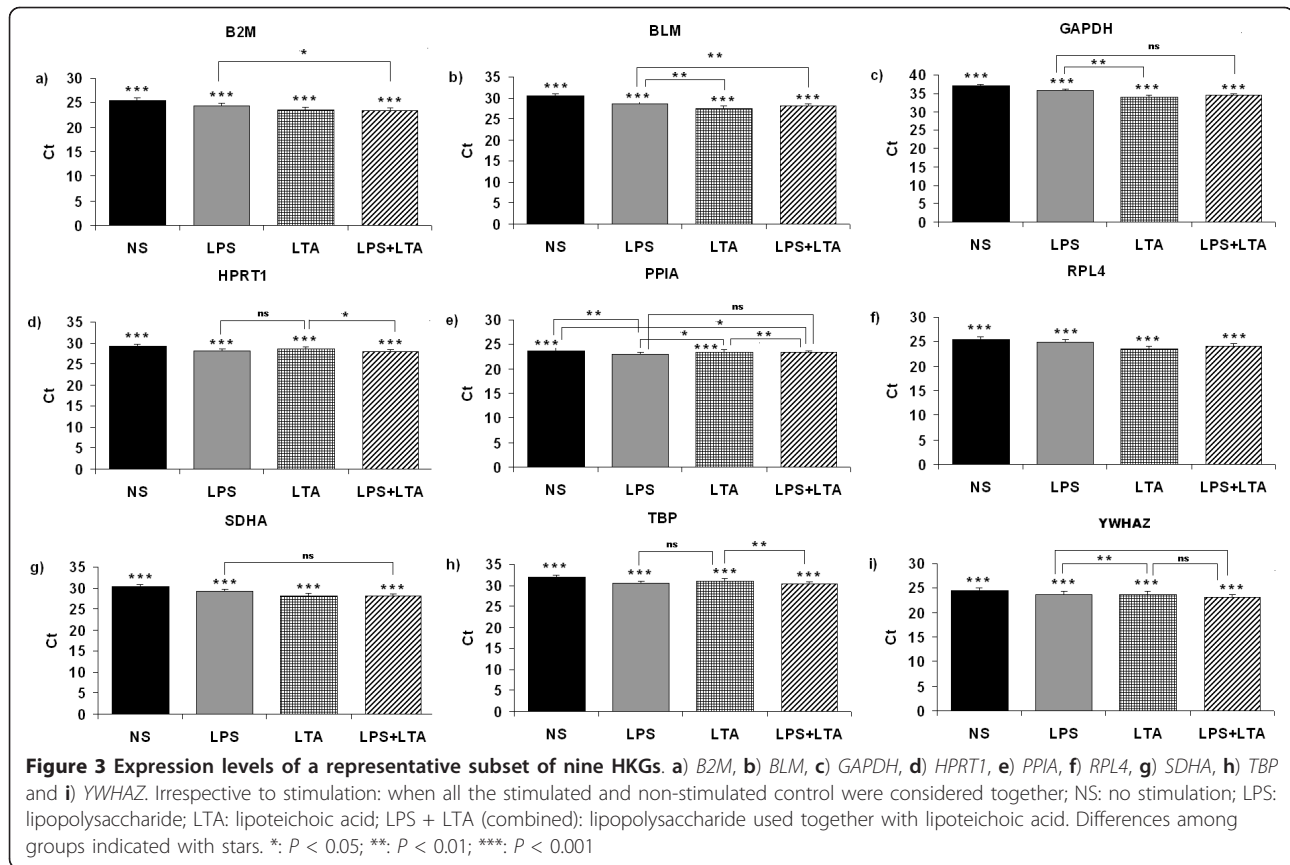 B2M
a)
*
30
25
20
15
10
5
0
Ct
*** *** *** ***
NS LPS LTA LPS+LTA
BLM
b)
**
**
35
30
25
20
15
10
5
0
Ct
*** *** *** ***
NS LPS LTA LPS+LTA
GAPDH
c)
ns
**
40
35
30
25
20
15
10
5
0
Ct
*** *** *** ***
NS LPS LTA LPS+LTA
HPRT1
d)
ns *
35
30
25
20
15
10
5
0
Ct
*** *** *** ***
NS LPS LTA LPS+LTA
PPIA
e)
ns
** *
* **
30
25
20
15
10
5
0
Ct
*** ***
NS LPS LTA LPS+LTA
RPL4
f)
30
25
20
15
10
5
0
Ct
*** *** *** ***
NS LPS LTA LPS+LTA
SDHA
g)
ns
35
30
25
20
15
10
5
0
Ct
*** *** *** ***
NS LPS LTA LPS+LTA
TBP
h)
ns **
35
30
25
20
15
10
5
0
Ct
*** *** *** ***
NS LPS LTA LPS+LTA
YWHAZ
i)
** ns
30
25
20
15
10
5
0
Ct
*** *** *** ***
NS LPS LTA LPS+LTA
Figure 3 Expression levels of a representative subset of nine HKGs. a) B2M, b) BLM, c) GAPDH, d) HPRT1, e) PPIA, f) RPL4, g) SDHA, h) TBP
and i) YWHAZ. Irrespective to stimulation: when all the stimulated and non-stimulated control were considered together; NS: no stimulation; LPS:
lipopolysaccharide; LTA: lipoteichoic acid; LPS + LTA (combined): lipopolysaccharide used together with lipoteichoic acid. Differences among
groups indicated with stars. *: P < 0.05; **: P < 0.01; ***: P < 0.001